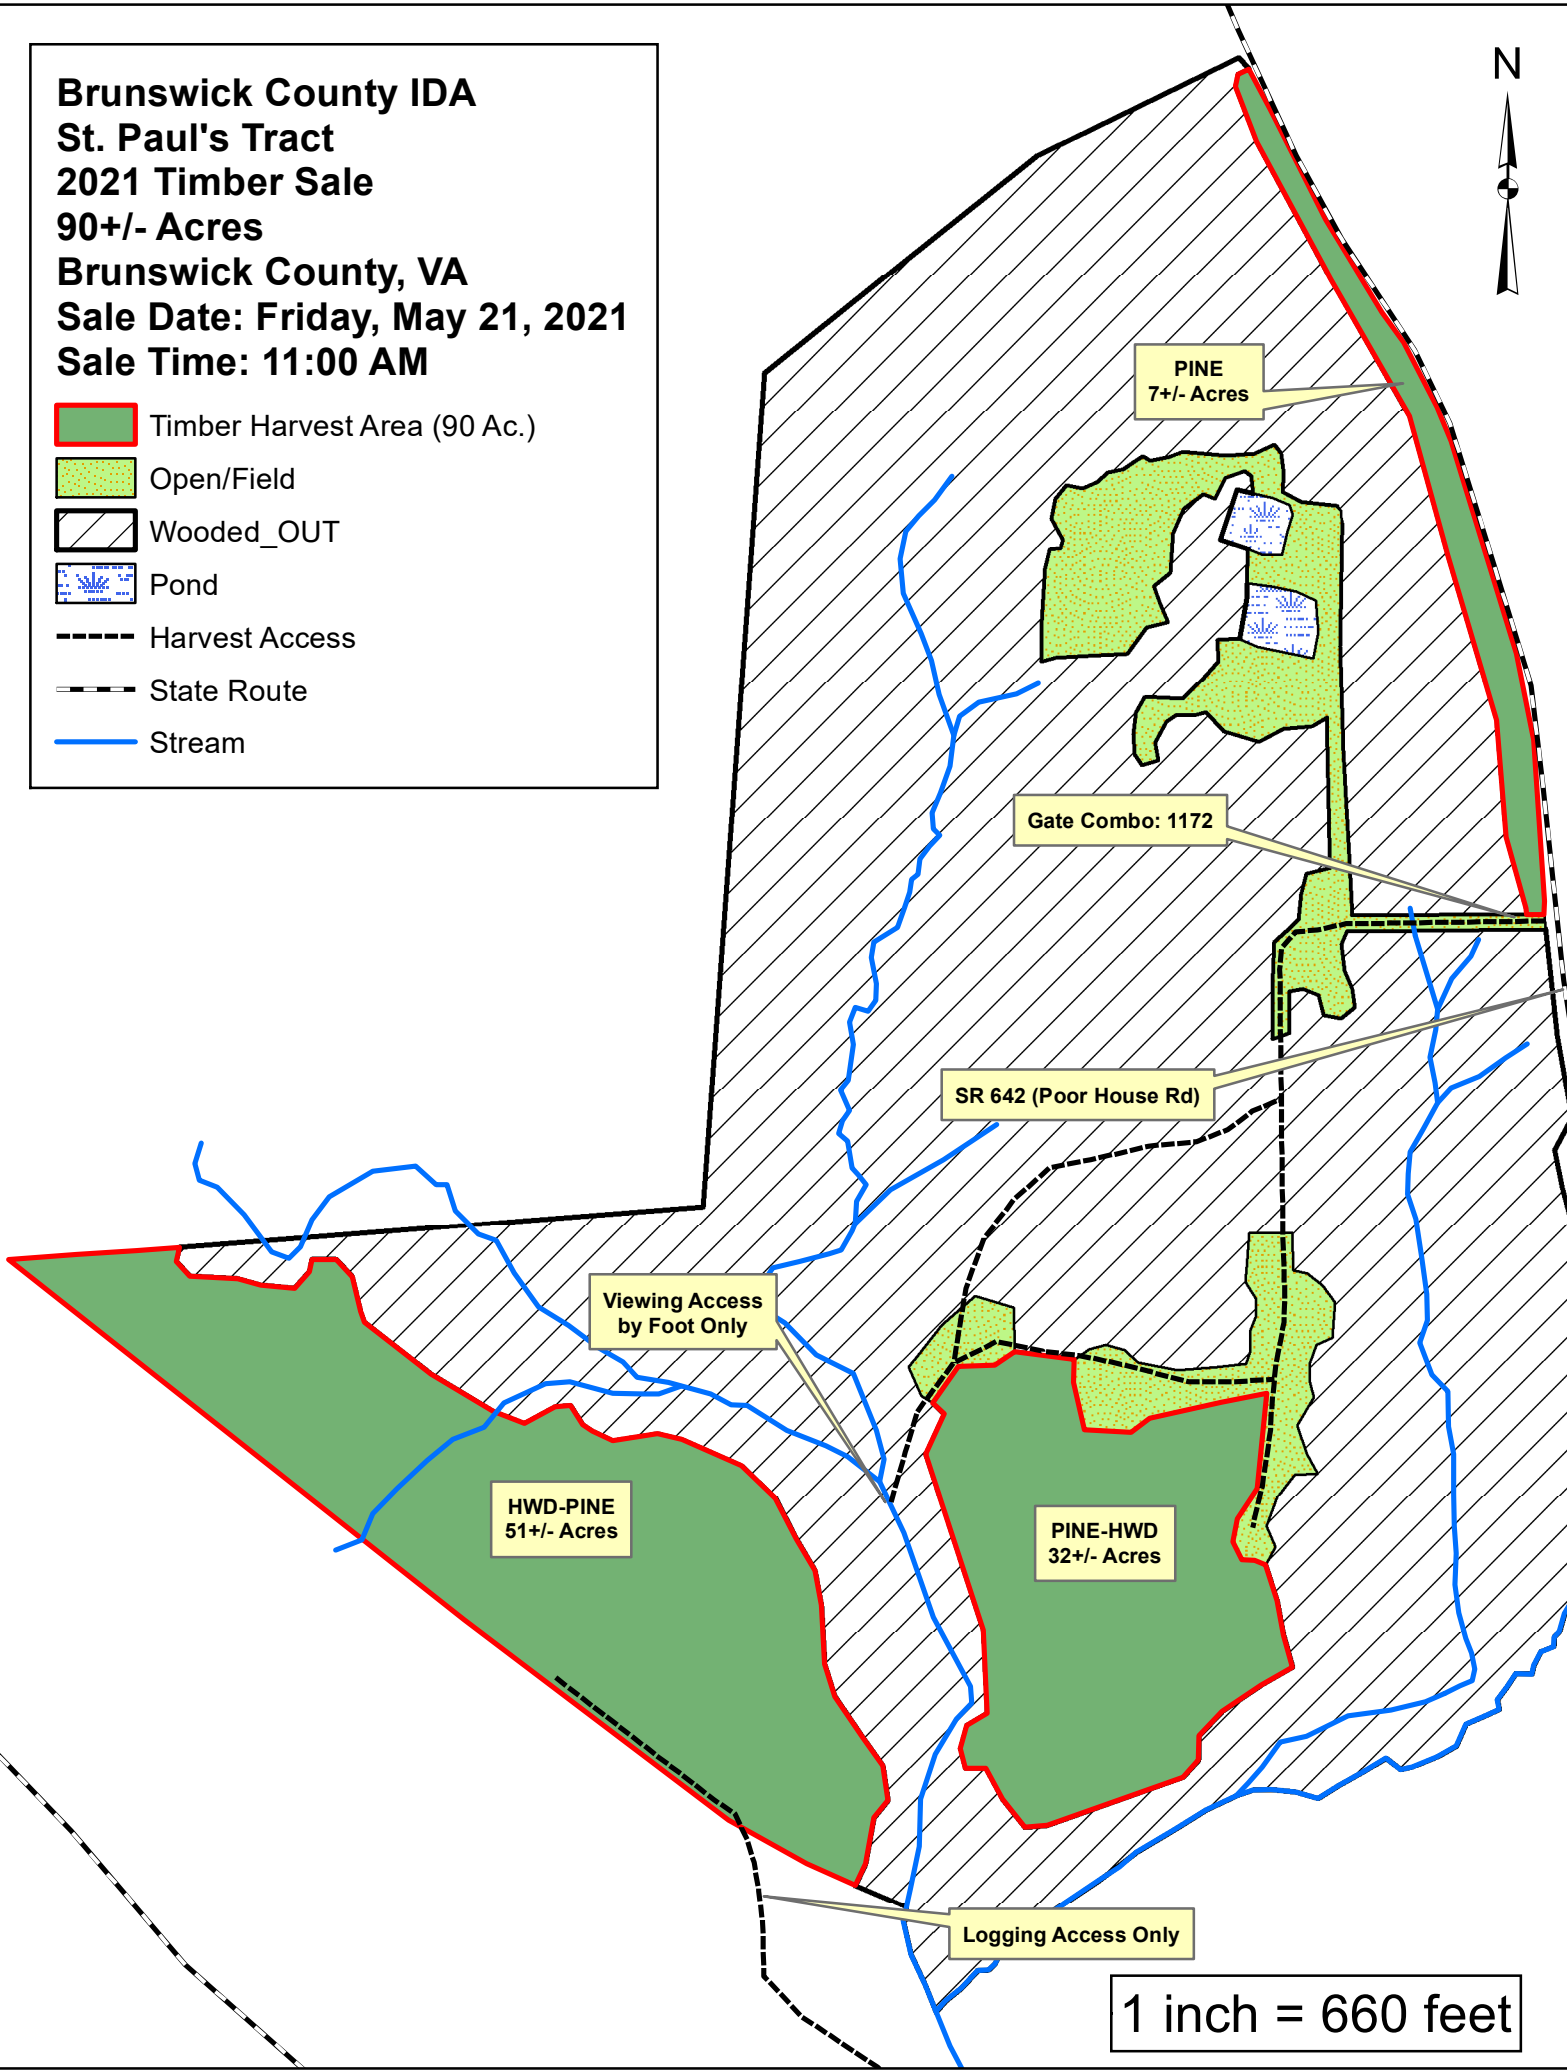 Brunswick County IDA
St. Paul's Tract
2021 Timber Sale
90+/- Acres
Brunswick County, VA
Sale Date: Friday, May 21, 2021
Sale Time: 11:00 AM
Timber Harvest Area (90 Ac.)
Open/Field
Wooded_OUT
Pond
Harvest Access
State Route
Stream
N
PINE
7+/- Acres
Gate Combo: 1172
SR 642 (Poor House Rd)
Viewing Access
by Foot Only
HWD-PINE
51+/- Acres
PINE-HWD
32+/- Acres
Logging Access Only
1 inch = 660 feet